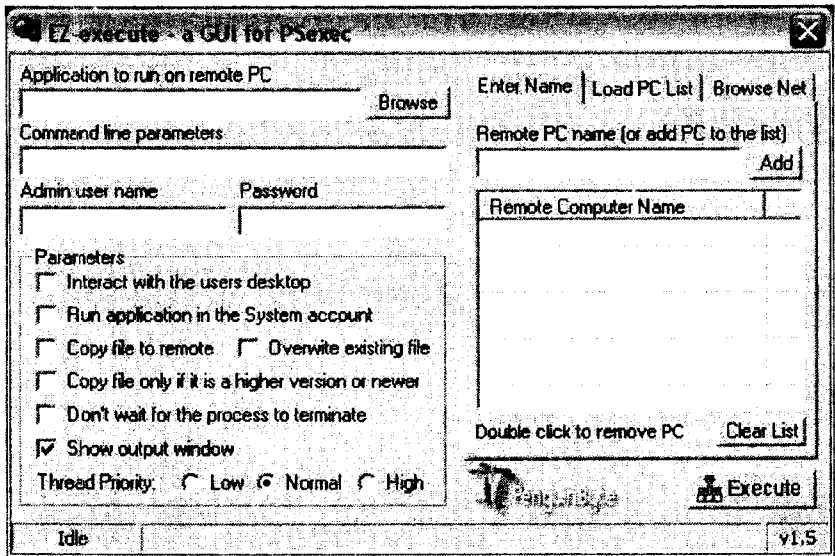 EZ-execute - a GUI for PSexec
Application to run on remote PC
Browse
Command line parameters
Admin user name Password
Parameters
Interact with the users desktop
Run application in the System account
Copy file to remote Overwite existing file
Copy file only if it is a higher version or newer
Don't wait for the process to terminate
Show output window
Thread Priority: Low Normal High
Enter Name Load PC List Browse Net
Remote PC name (or add PC to the list)
Add
Remote Computer Name
Double click to remove PC Clear List
Execute
Idle v1,5